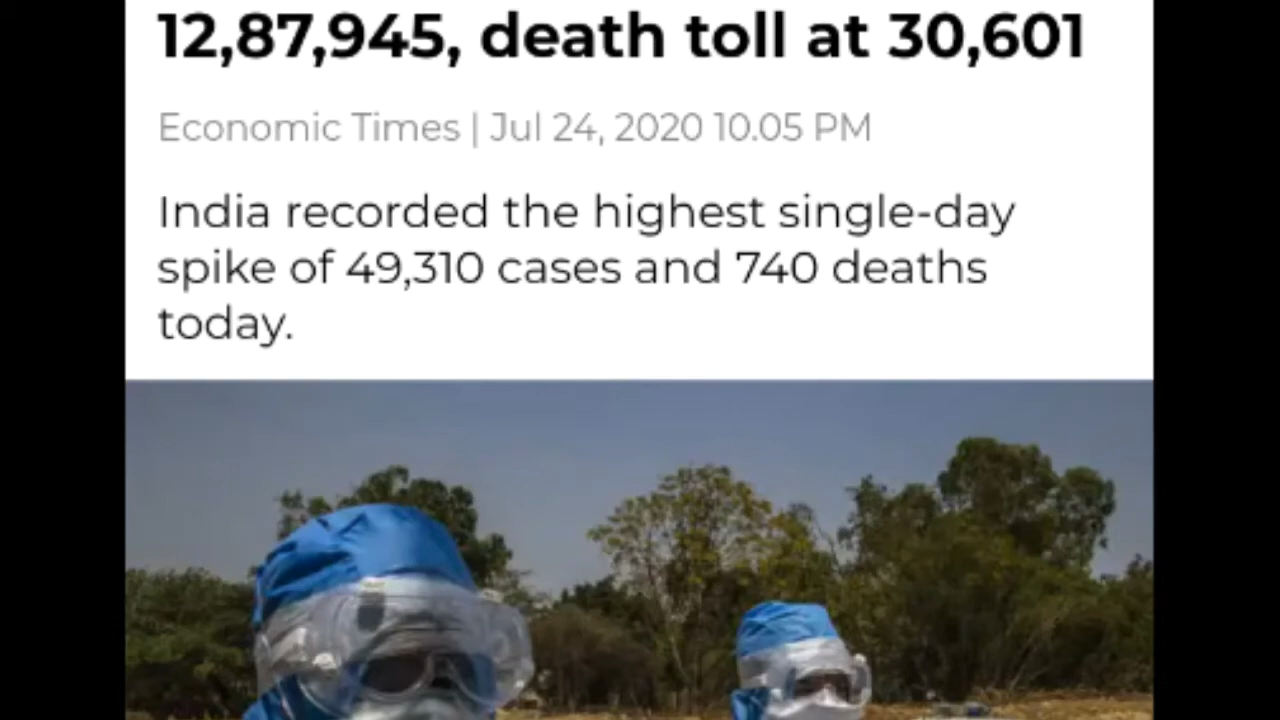 12,87,945, death toll at 30,601
Economic Times | Jul 24, 2020 10.05 PM
India recorded the highest single-day
spike of 49,310 cases and 740 deaths
today.